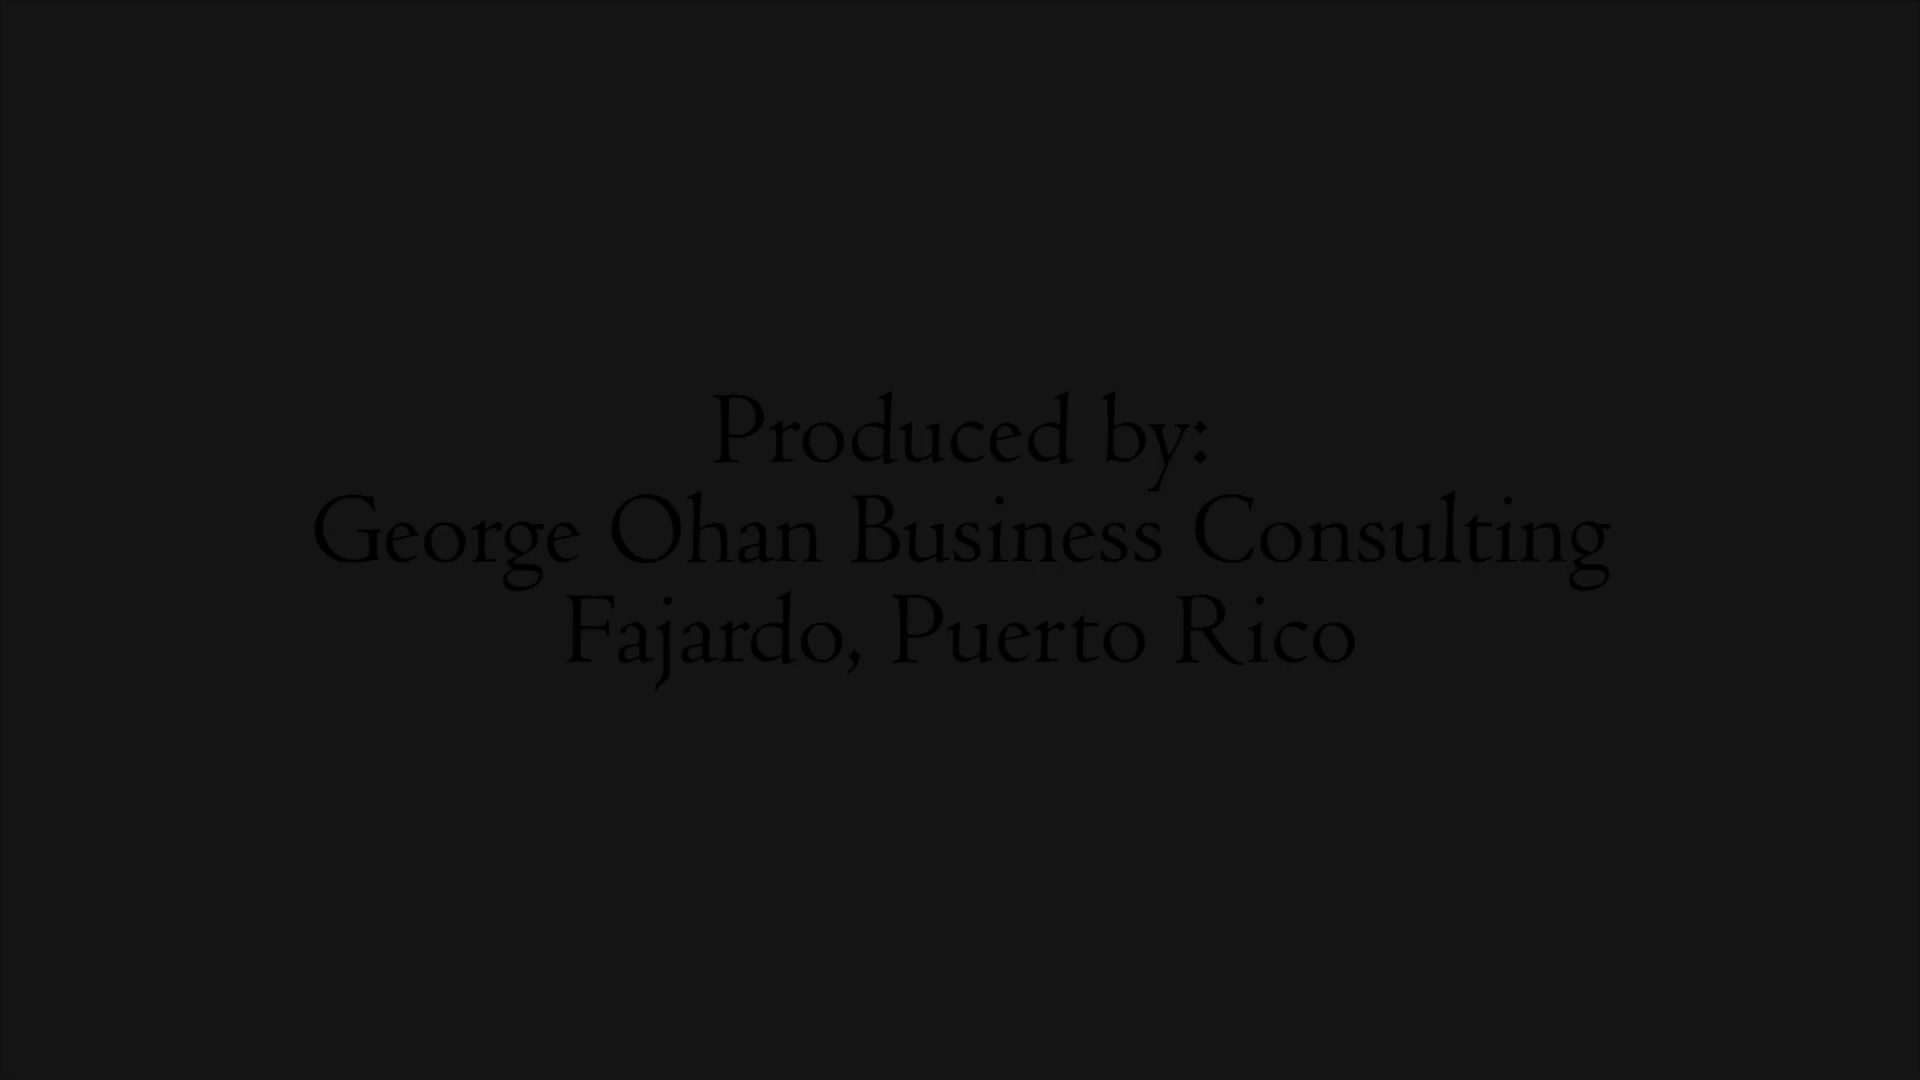 Produced by:
George Ohan Business Consulting
Fajardo, Puerto Rico